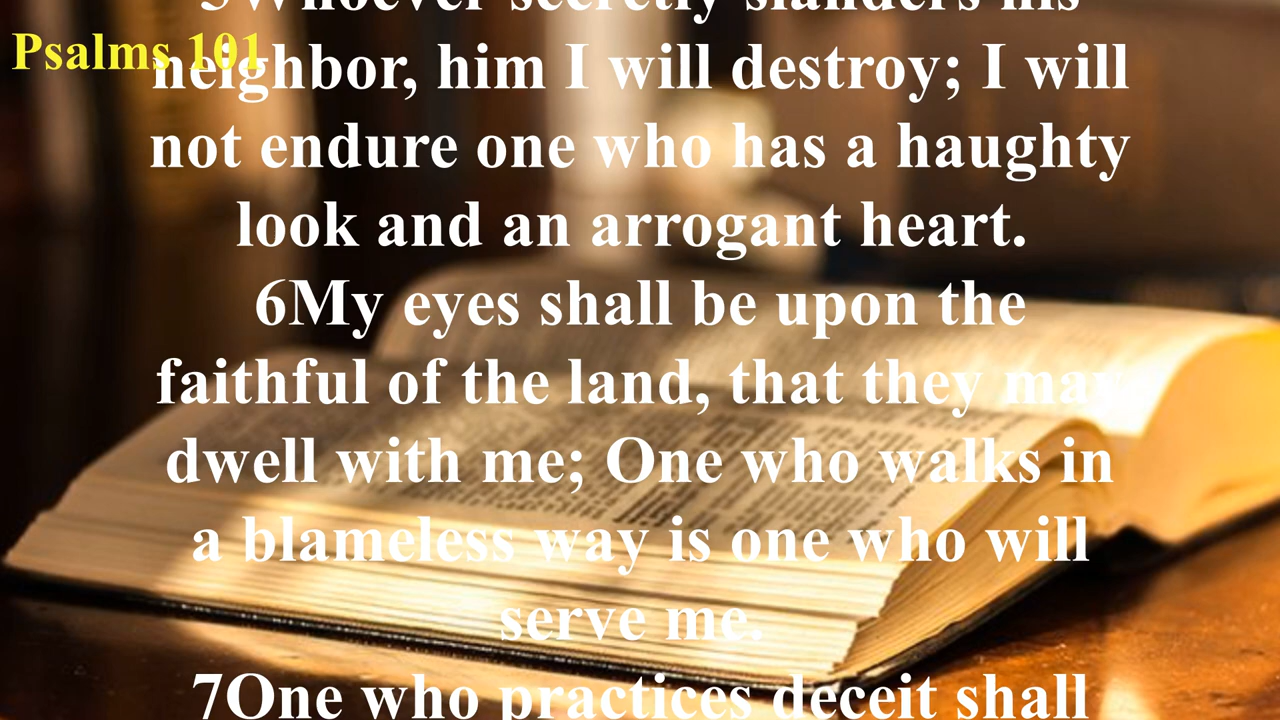 5Whoever secretly slanders his
Psalms 101
neighbor, him I will destroy; I will
not endure one who has a haughty
look and an arrogant heart.
6My eyes shall be upon the
faithful of the land, that they may
dwell with me; One who walks in
a blameless way is one who will
serve me.
7One who practices deceit shall